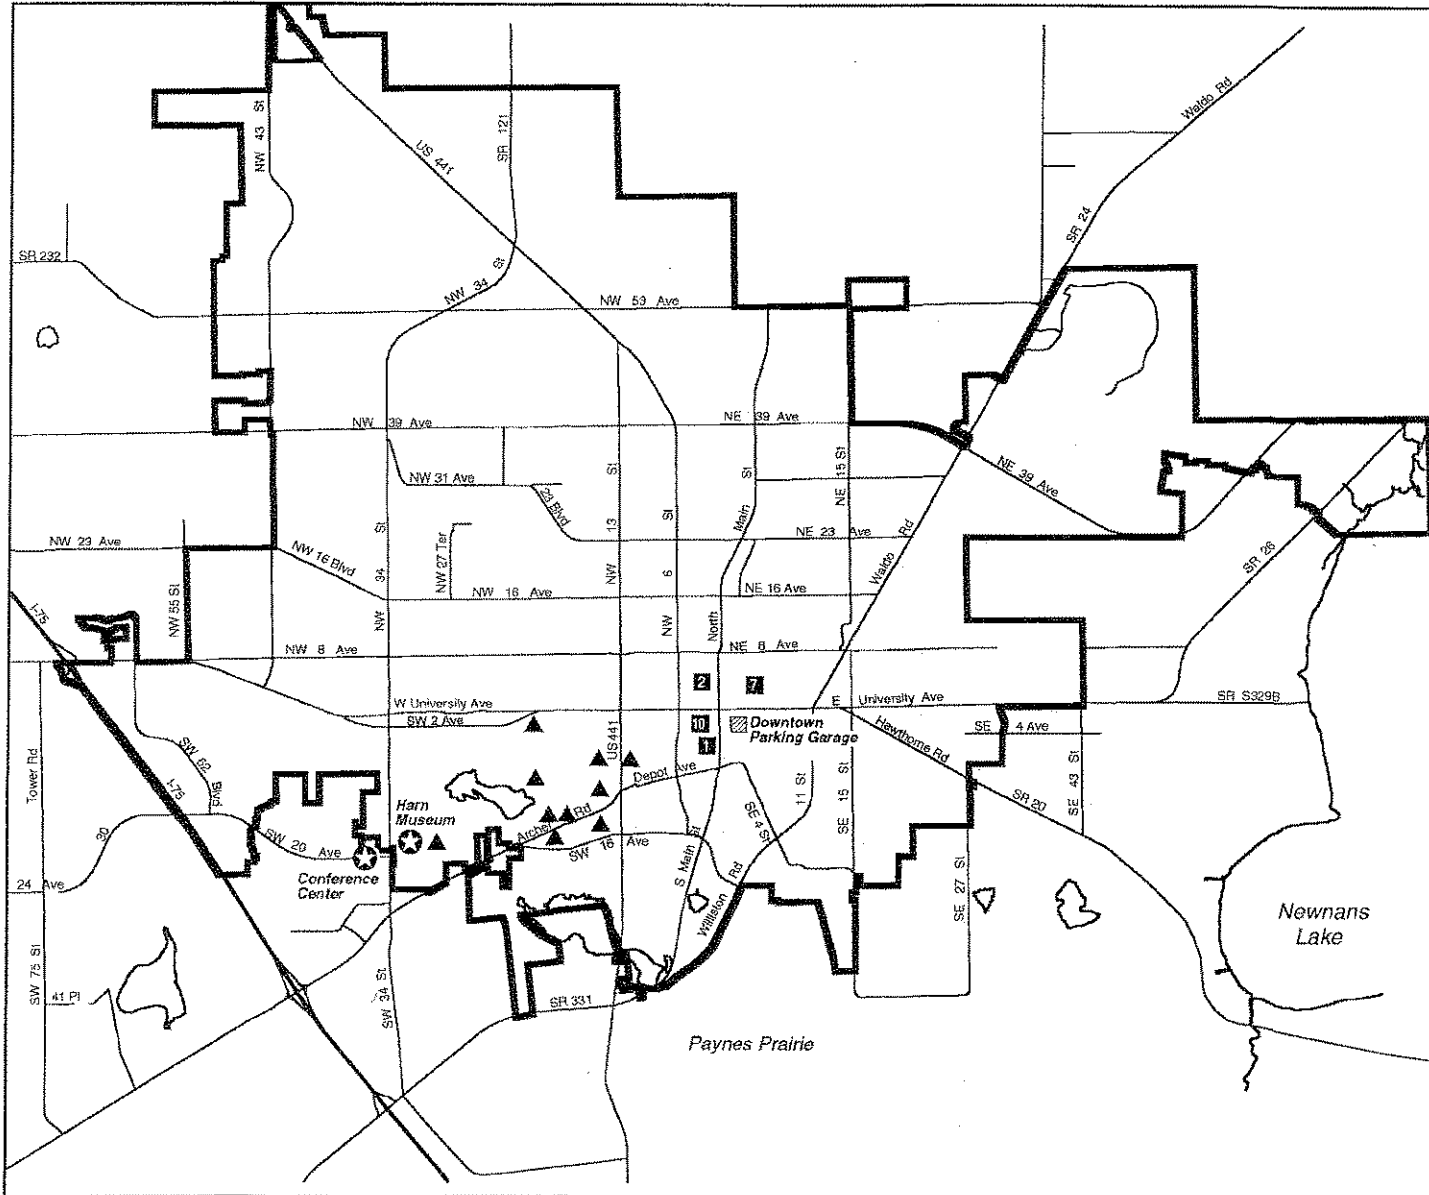 NW 43 St
US 441
SR 121
Waldo Rd
SR 24
SR 232
NW 34 St
NW 53 Ave
NW 39 Ave
NE 39 Ave
NW 31 Ave
23 Blvd
NW 13 St
NW 6 St
North Main St
NE 15 St
NE 39 Ave
NW 23 Ave
NW 16 Blvd
NW 34 St
NW 27 Ter
NE 23 Ave
Waldo Rd
SR 26
I-75
NW 55 St
NW 16 Ave
NE 16 Ave
NW 8 Ave
NE 8 Ave
2
7
W University Ave
E University Ave
SR S329B
SW 2 Ave
10
Downtown
Parking Garage
1
Hawthorne Rd
SE 4 Ave
Tower Rd
SW 62 Blvd
I-75
US 441
Depot Ave
11 St
SE 15 St
SR 20
SE 43 St
Harn
Museum
Archer Rd
SE 4 St
30
SW 20 Ave
SW 16 Ave
S Main St
24 Ave
Conference
Center
Williston Rd
SE 27 St
Newnans
Lake
SW 75 St
41 Pl
SW 34 St
SR 331
Paynes Prairie